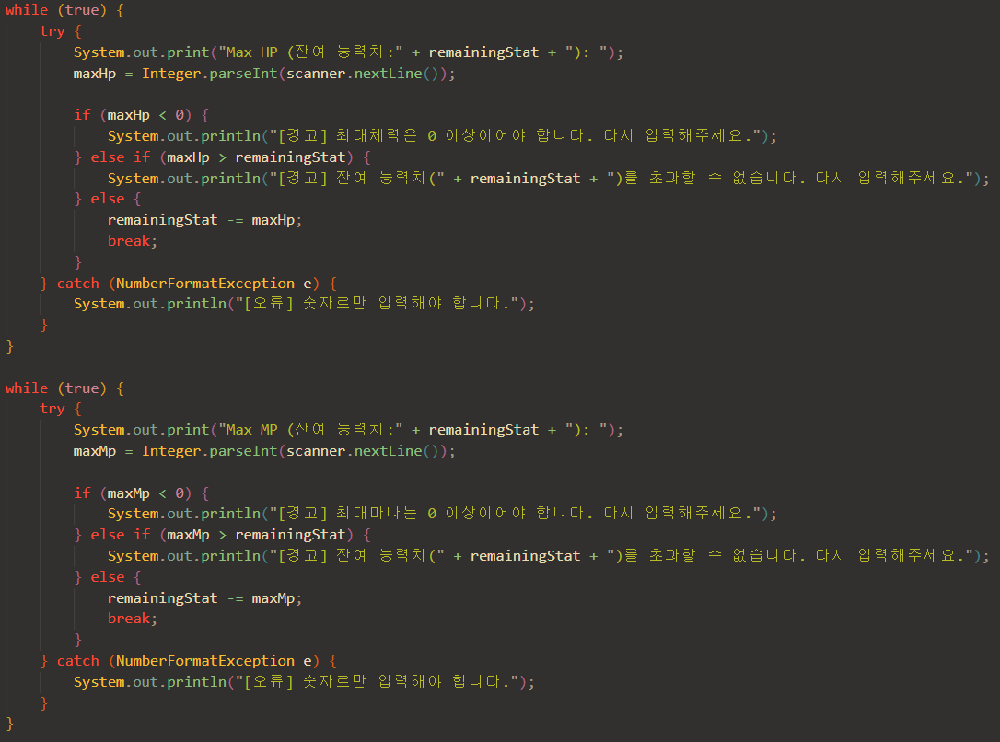 while (true) {
try {
System.out.print("Max HP (잔여 능력치:" + remainingStat + "): ");
maxHp = Integer.parseInt(scanner.nextLine());
if (maxHp < 0) {
System.out.println("[경고] 최대체력은 0 이상이어야 합니다. 다시 입력해주세요.");
} else if (maxHp > remainingStat) {
System.out.println("[경고] 잔여 능력치(" + remainingStat + ")를 초과할 수 없습니다. 다시 입력해주세요.");
} else {
remainingStat -= maxHp;
break;
}
} catch (NumberFormatException e) {
System.out.println("[오류] 숫자로만 입력해야 합니다.");
}
}
while (true) {
try {
System.out.print("Max MP (잔여 능력치:" + remainingStat + "): ");
maxMp = Integer.parseInt(scanner.nextLine());
if (maxMp < 0) {
System.out.println("[경고] 최대마나는 0 이상이어야 합니다. 다시 입력해주세요.");
} else if (maxMp > remainingStat) {
System.out.println("[경고] 잔여 능력치(" + remainingStat + ")를 초과할 수 없습니다. 다시 입력해주세요.");
} else {
remainingStat -= maxMp;
break;
}
} catch (NumberFormatException e) {
System.out.println("[오류] 숫자로만 입력해야 합니다.");
}
}